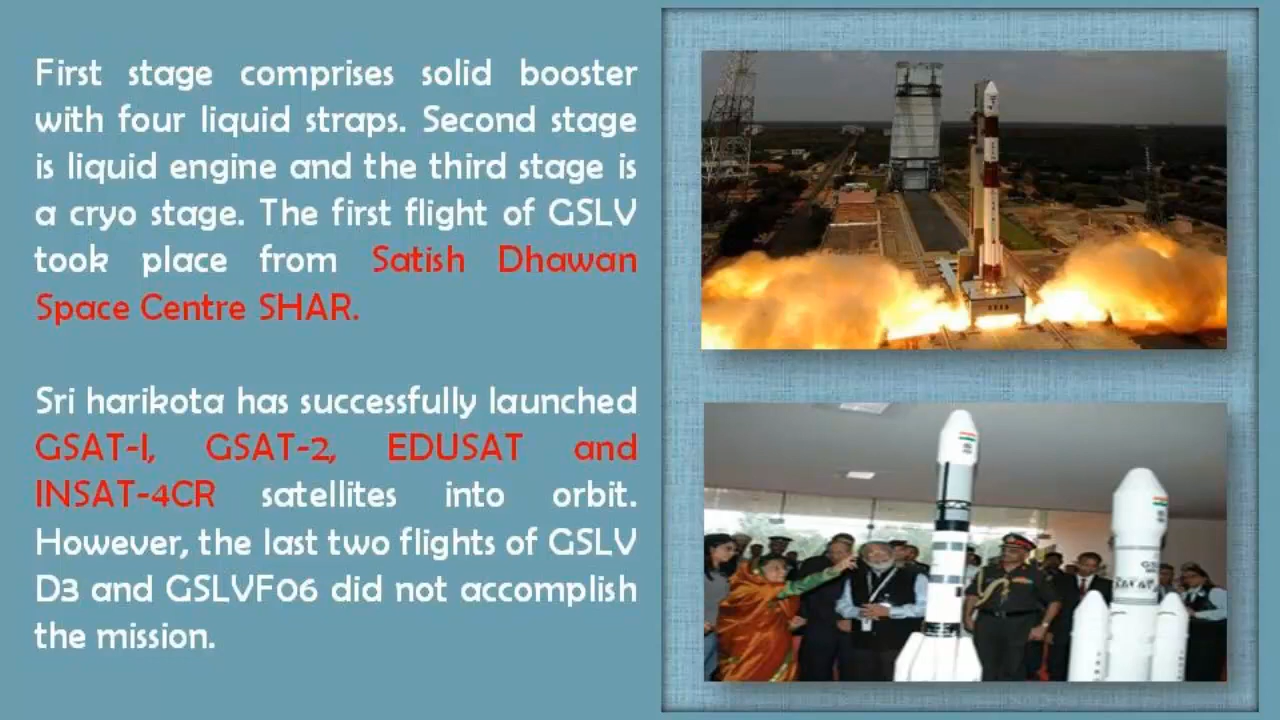 First stage comprises solid booster
with four liquid straps. Second stage
is liquid engine and the third stage is
a cryo stage. The first flight of GSLV
took place from Satish Dhawan
Space Centre SHAR.
Sri harikota has successfully launched
GSAT-1, GSAT-2, EDUSAT and
INSAT-4CR satellites into orbit.
However, the last two flights of GSLV
D3 and GSLVF06 did not accomplish
the mission.